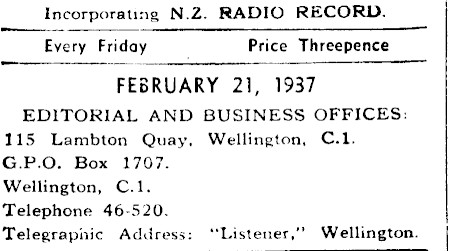 Incorporating N.Z. RADIO RECORD.
Every Friday Price Threepence
FEBRUARY 21, 1937
EDITORIAL AND BUSINESS OFFICES:
115 Lambton Quay, Wellington, C.1.
G.P.O. Box 1707.
Wellington, C.1.
Telephone 46-520.
Telegraphic Address: "Listener," Wellington.